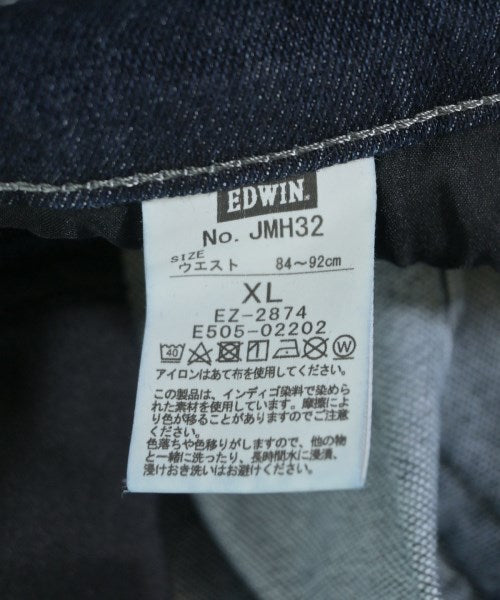 EDWIN.
No. JMH32
SIZE
ウエスト 84～92cm
XL
EZ-2874
E505-02202
40 W
アイロンはあて布を使用してください。
この製品は、インディゴ染料で染めら
れた素材を使用しています。摩擦によ
り色が移ることがありますのでご注意
ください。
色落ちや色移りがしますので、他の物
と一緒に洗ったり、長時間水に浸漬、
浸けおき洗いはお避けください。